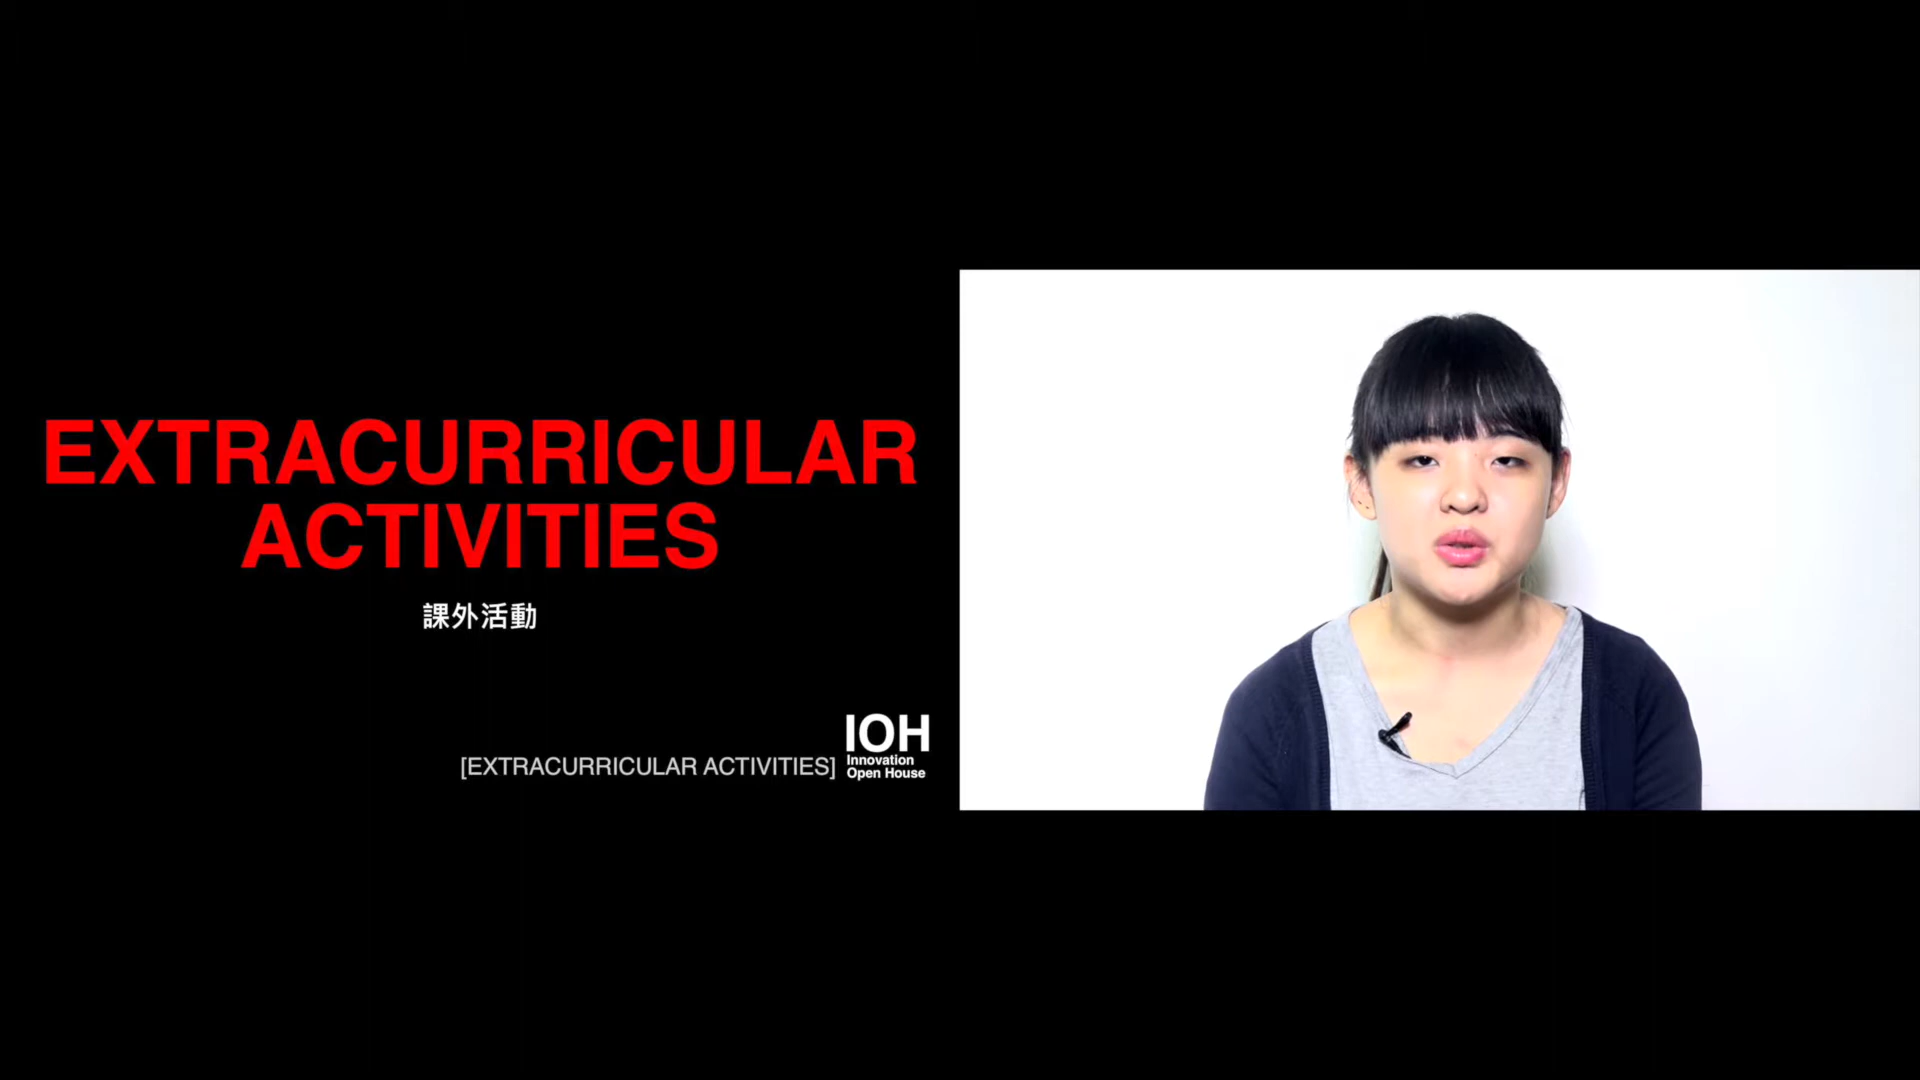 EXTRACURRICULAR
ACTIVITIES
課外活動
[EXTRACURRICULAR ACTIVITIES]
IOH
Innovation
Open House